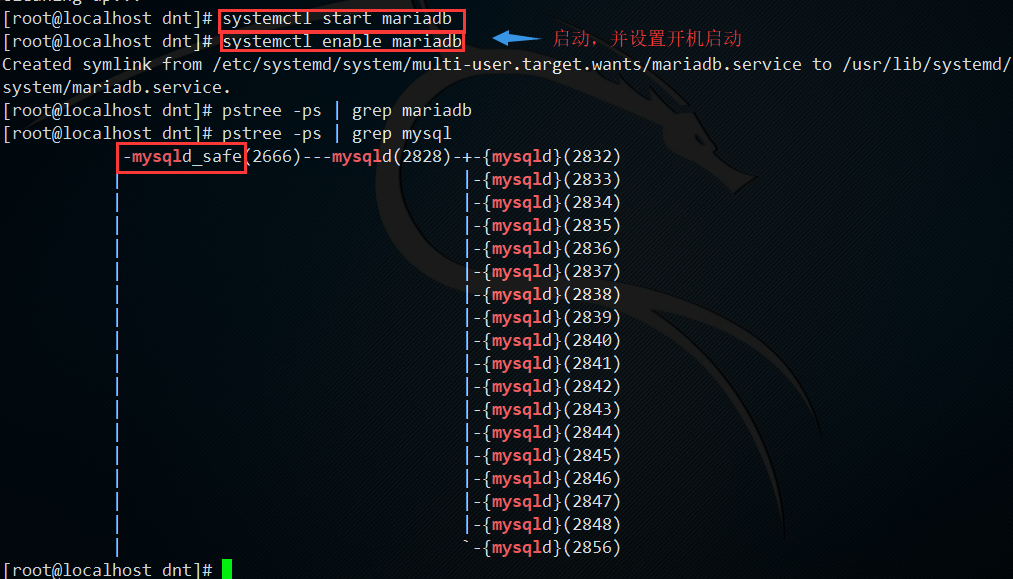 [root@localhost dnt]# systemctl start mariadb
[root@localhost dnt]# systemctl enable mariadb 启动，并设置开机启动
Created symlink from /etc/systemd/system/multi-user.target.wants/mariadb.service to /usr/lib/systemd/
system/mariadb.service.
[root@localhost dnt]# pstree -ps | grep mariadb
[root@localhost dnt]# pstree -ps | grep mysql
            -mysqld_safe(2666)---mysqld(2828)-+-{mysqld}(2832)
            |                                 |-{mysqld}(2833)
            |                                 |-{mysqld}(2834)
            |                                 |-{mysqld}(2835)
            |                                 |-{mysqld}(2836)
            |                                 |-{mysqld}(2837)
            |                                 |-{mysqld}(2838)
            |                                 |-{mysqld}(2839)
            |                                 |-{mysqld}(2840)
            |                                 |-{mysqld}(2841)
            |                                 |-{mysqld}(2842)
            |                                 |-{mysqld}(2843)
            |                                 |-{mysqld}(2844)
            |                                 |-{mysqld}(2845)
            |                                 |-{mysqld}(2846)
            |                                 |-{mysqld}(2847)
            |                                 |-{mysqld}(2848)
            |                                 `-{mysqld}(2856)
[root@localhost dnt]#